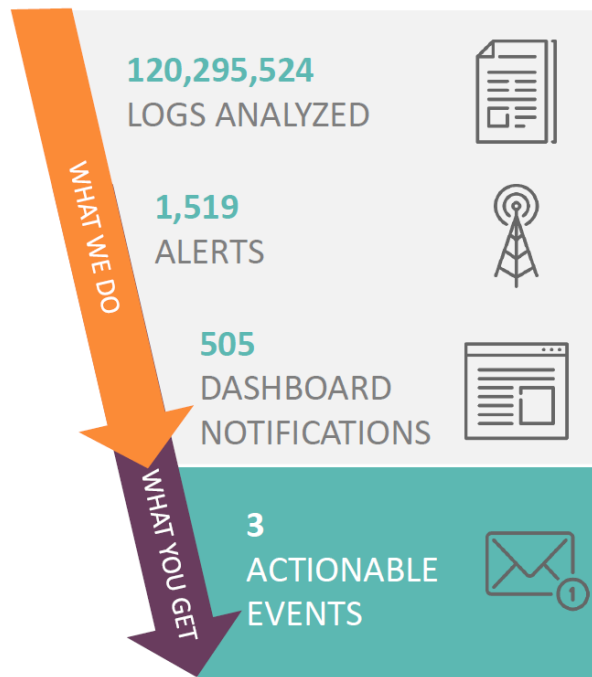 120,295,524
LOGS ANALYZED
WHAT WE DO
1,519
ALERTS
505
DASHBOARD
NOTIFICATIONS
WHAT YOU GET
3
ACTIONABLE
EVENTS
1